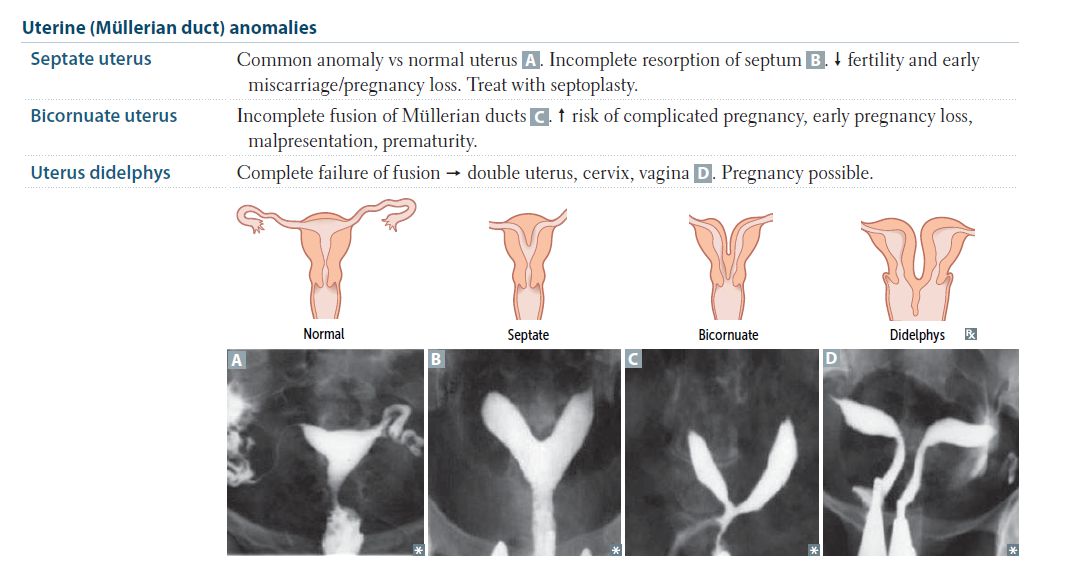 Uterine (Müllerian duct) anomalies
Septate uterus
Common anomaly vs normal uterus A. Incomplete resorption of septum B. ↓ fertility and early
miscarriage/pregnancy loss. Treat with septoplasty.
Bicornuate uterus
Incomplete fusion of Müllerian ducts C. ↑ risk of complicated pregnancy, early pregnancy loss,
malpresentation, prematurity.
Uterus didelphys
Complete failure of fusion → double uterus, cervix, vagina D. Pregnancy possible.
Normal
Septate
Bicornuate
Didelphys ℞
A
B
C
D
*
*
*
*